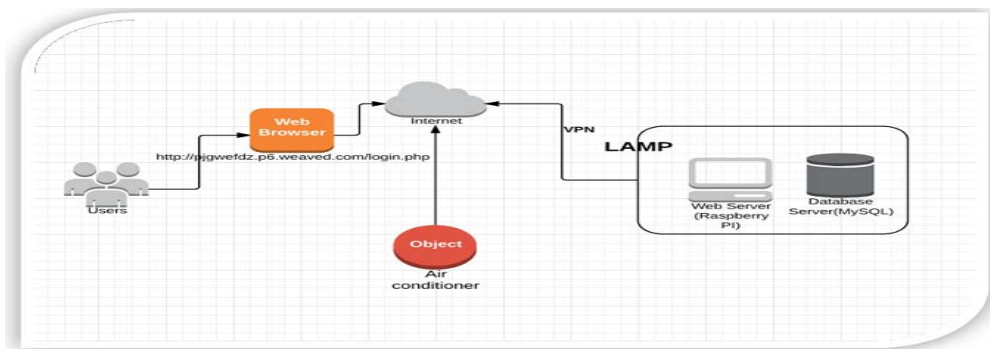 Web
Browser
Internet
http://pjgwefdz.p6.weaved.com/login.php
Users
VPN
LAMP
Web Server
(Raspberry
PI)
Database
Server(MySQL)
Object
Air
conditioner